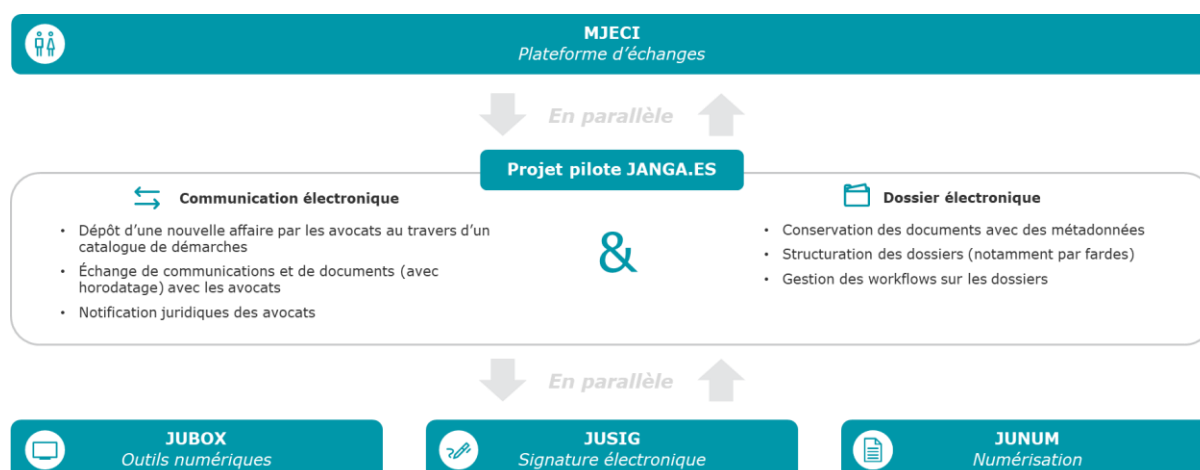 MJECI
Plateforme d'échanges
En parallèle
Projet pilote JANGA.ES
Communication électronique
• Dépôt d'une nouvelle affaire par les avocats au travers d'un
catalogue de démarches
• Échange de communications et de documents (avec
horodatage) avec les avocats
• Notification juridiques des avocats
&
Dossier électronique
• Conservation des documents avec des métadonnées
• Structuration des dossiers (notamment par fardes)
• Gestion des workflows sur les dossiers
En parallèle
JUBOX
Outils numériques
JUSIG
Signature électronique
JUNUM
Numérisation